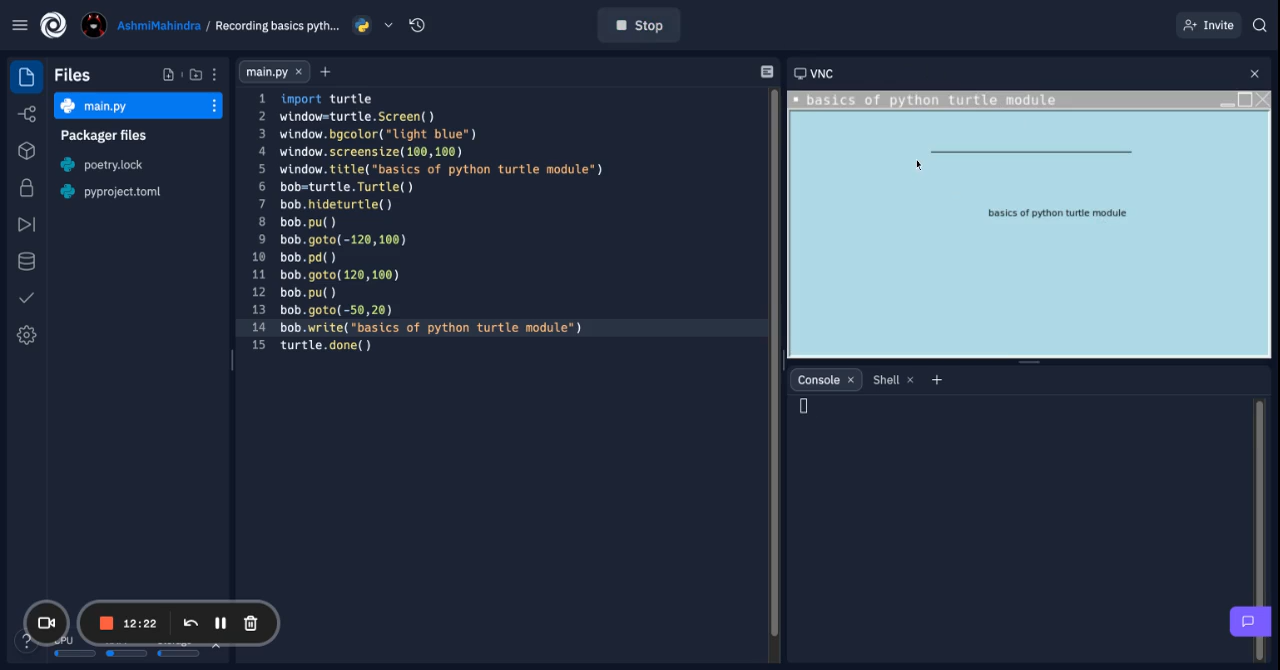 AshmiMahindra / Recording basics pyth...
Stop
Invite
Files
main.py
Packager files
poetry.lock
pyproject.toml
main.py
1 import turtle
2 window=turtle.Screen()
3 window.bgcolor("light blue")
4 window.screensize(100,100)
5 window.title("basics of python turtle module")
6 bob=turtle.Turtle()
7 bob.hideturtle()
8 bob.pu()
9 bob.goto(-120,100)
10 bob.pd()
11 bob.goto(120,100)
12 bob.pu()
13 bob.goto(-50,20)
14 bob.write("basics of python turtle module")
15 turtle.done()
VNC
basics of python turtle module
basics of python turtle module
Console
Shell
12:22
CPU